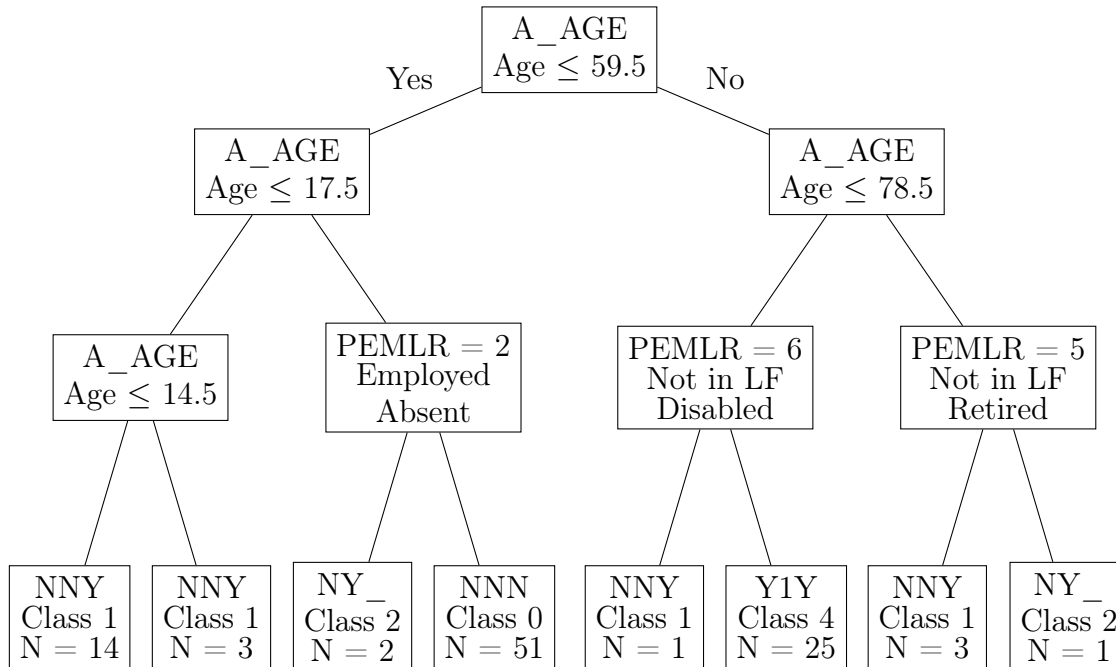 A_AGE
Age ≤ 59.5
Yes
No
A_AGE
Age ≤ 17.5
A_AGE
Age ≤ 78.5
A_AGE
Age ≤ 14.5
PEMLR = 2
Employed
Absent
PEMLR = 6
Not in LF
Disabled
PEMLR = 5
Not in LF
Retired
NNY
Class 1
N = 14
NNY
Class 1
N = 3
NY_
Class 2
N = 2
NNN
Class 0
N = 51
NNY
Class 1
N = 1
Y1Y
Class 4
N = 25
NNY
Class 1
N = 3
NY_
Class 2
N = 1